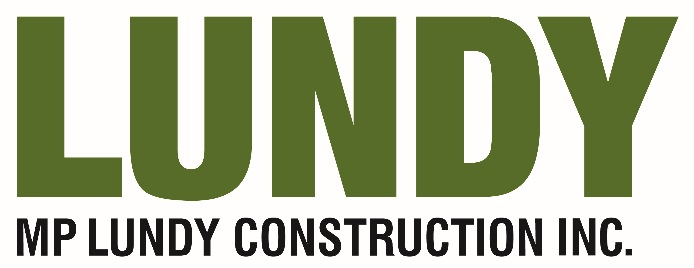 LUNDY
MP LUNDY CONSTRUCTION INC.